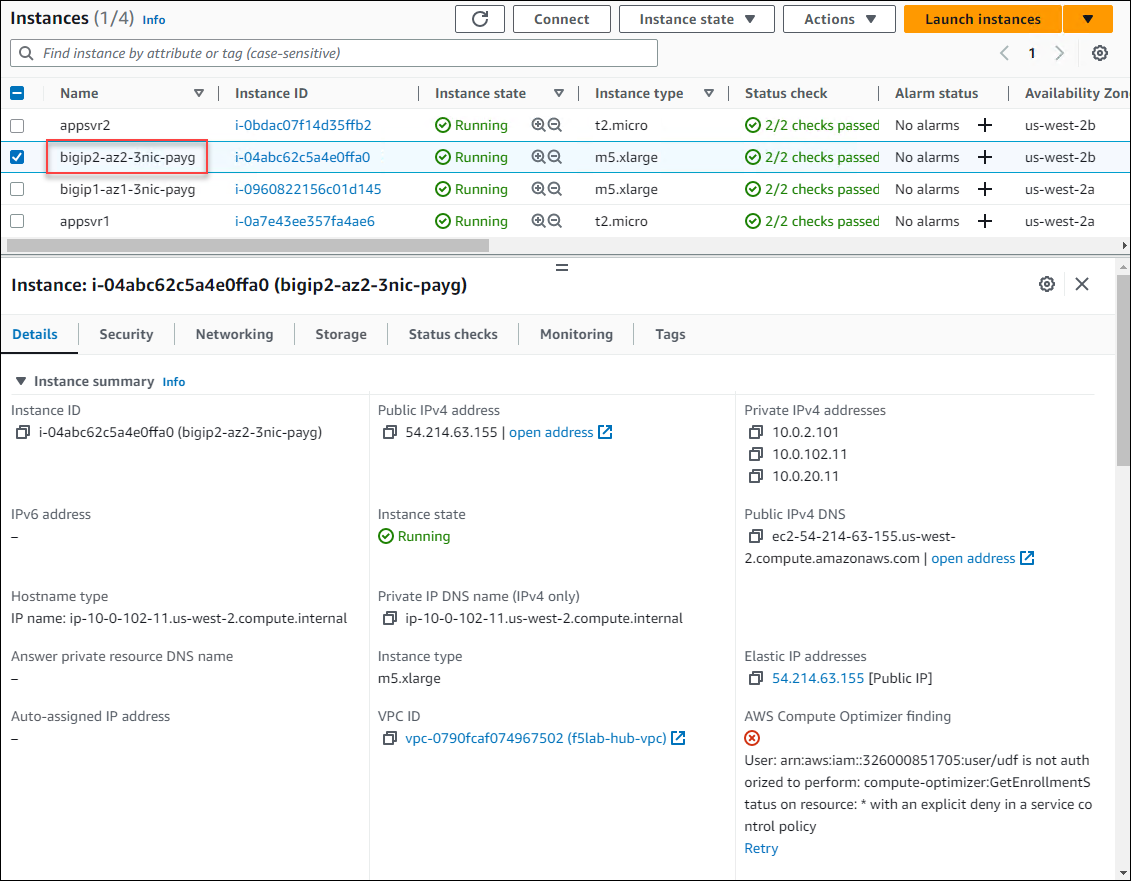 Instances (1/4) Info
Connect
Instance state
Actions
Launch instances
Find instance by attribute or tag (case-sensitive)
1
Name Instance ID Instance state Instance type Status check Alarm status Availability Zon
appsvr2 i-0bdac07f14d35ffb2 Running t2.micro 2/2 checks passed No alarms us-west-2b
bigip2-az2-3nic-payg i-04abc62c5a4e0ffa0 Running m5.xlarge 2/2 checks passed No alarms us-west-2b
bigip1-az1-3nic-payg i-0960822156c01d145 Running m5.xlarge 2/2 checks passed No alarms us-west-2a
appsvr1 i-0a7e43ee357fa4ae6 Running t2.micro 2/2 checks passed No alarms us-west-2a
Instance: i-04abc62c5a4e0ffa0 (bigip2-az2-3nic-payg)
Details Security Networking Storage Status checks Monitoring Tags
Instance summary Info
Instance ID
i-04abc62c5a4e0ffa0 (bigip2-az2-3nic-payg)
Public IPv4 address
54.214.63.155 | open address
Private IPv4 addresses
10.0.2.101
10.0.102.11
10.0.20.11
IPv6 address
–
Instance state
Running
Public IPv4 DNS
ec2-54-214-63-155.us-west-
2.compute.amazonaws.com | open address
Hostname type
IP name: ip-10-0-102-11.us-west-2.compute.internal
Private IP DNS name (IPv4 only)
ip-10-0-102-11.us-west-2.compute.internal
Answer private resource DNS name
–
Instance type
m5.xlarge
Elastic IP addresses
54.214.63.155 [Public IP]
Auto-assigned IP address
–
VPC ID
vpc-0790fcaf074967502 (f5lab-hub-vpc)
AWS Compute Optimizer finding
User: arn:aws:iam::326000851705:user/udf is not auth
orized to perform: compute-optimizer:GetEnrollmentS
tatus on resource: * with an explicit deny in a service co
ntrol policy
Retry